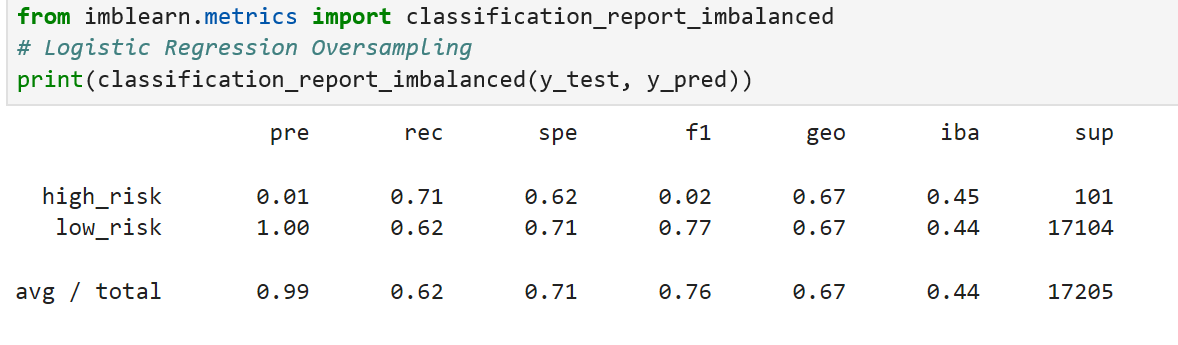 from imblearn.metrics import classification_report_imbalanced
# Logistic Regression Oversampling
print(classification_report_imbalanced(y_test, y_pred))
pre rec spe f1 geo iba sup
high_risk 0.01 0.71 0.62 0.02 0.67 0.45 101
low_risk 1.00 0.62 0.71 0.77 0.67 0.44 17104
avg / total 0.99 0.62 0.71 0.76 0.67 0.44 17205